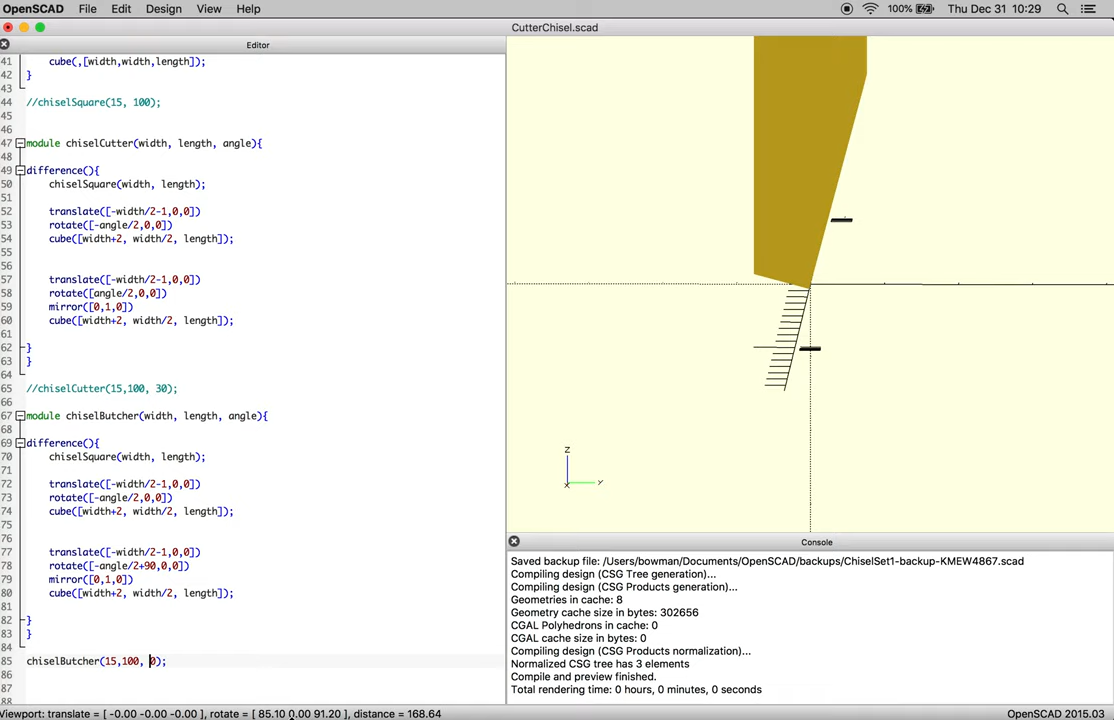 OpenSCAD File Edit Design View Help 100% Thu Dec 31 10:29
CutterChisel.scad
Editor
41 cube(,[width,width,length]);
42 }
43
44 //chiselSquare(15, 100);
45
46
47 module chiselCutter(width, length, angle){
48
49 difference(){
50 chiselSquare(width, length);
51
52 translate([-width/2-1,0,0])
53 rotate([-angle/2,0,0])
54 cube([width+2, width/2, length]);
55
56
57 translate([-width/2-1,0,0])
58 rotate([angle/2,0,0])
59 mirror([0,1,0])
60 cube([width+2, width/2, length]);
61
62 }
63 }
64
65 //chiselCutter(15,100, 30);
66
67 module chiselButcher(width, length, angle){
68
69 difference(){
70 chiselSquare(width, length);
71
72 translate([-width/2-1,0,0])
73 rotate([-angle/2,0,0])
74 cube([width+2, width/2, length]);
75
76
77 translate([-width/2-1,0,0])
78 rotate([-angle/2+90,0,0])
79 mirror([0,1,0])
80 cube([width+2, width/2, length]);
81
82 }
83 }
84
85 chiselButcher(15,100, 0);
86
87
88
Z
Y
X
Console
Saved backup file: /Users/bowman/Documents/OpenSCAD/backups/ChiselSet1-backup-KMEW4867.scad
Compiling design (CSG Tree generation)...
Compiling design (CSG Products generation)...
Geometries in cache: 8
Geometry cache size in bytes: 302656
CGAL Polyhedrons in cache: 0
CGAL cache size in bytes: 0
Compiling design (CSG Products normalization)...
Normalized CSG tree has 3 elements
Compile and preview finished.
Total rendering time: 0 hours, 0 minutes, 0 seconds
Viewport: translate = [ -0.00 -0.00 -0.00 ], rotate = [ 85.10 0.00 91.20 ], distance = 168.64 OpenSCAD 2015.03